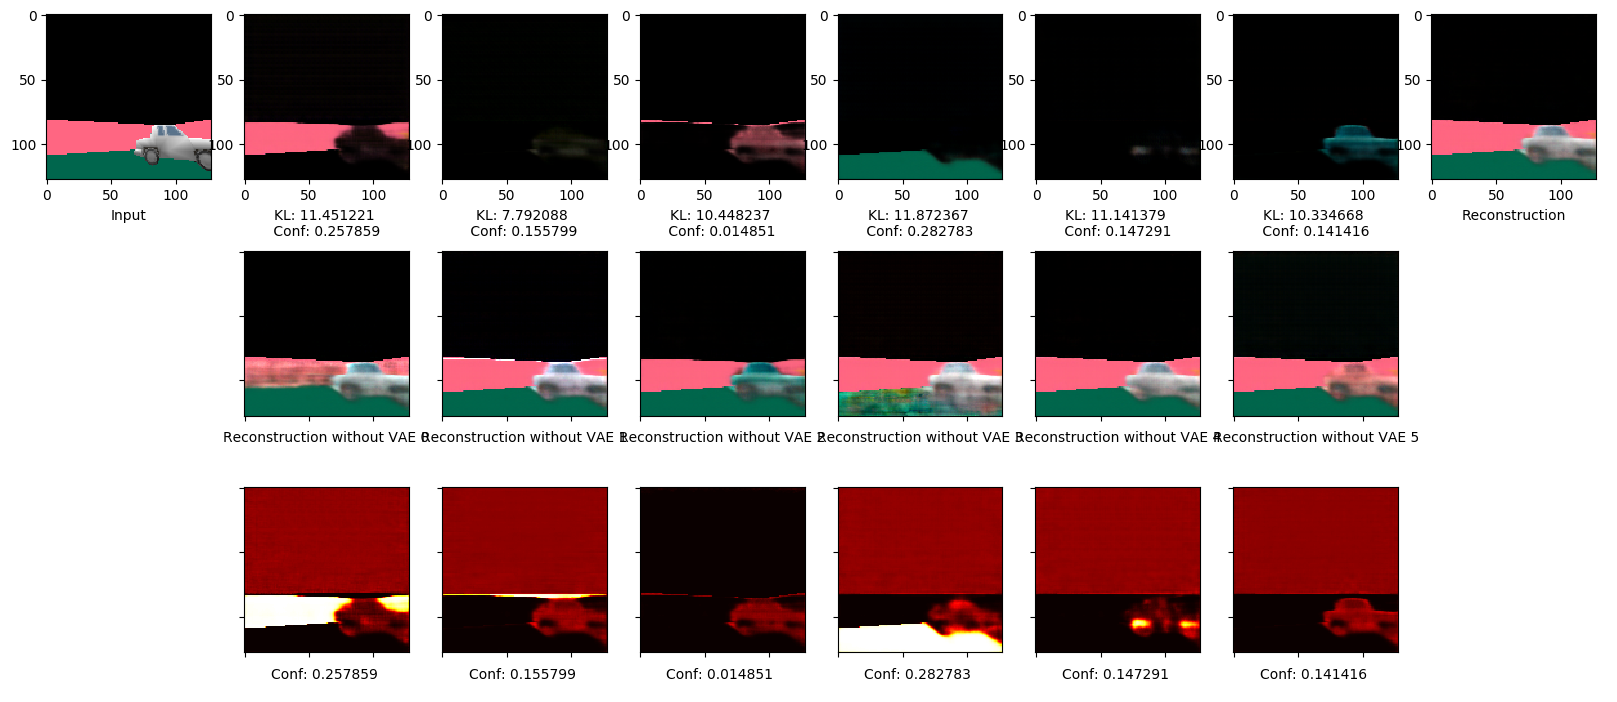 0
50
100
0
50
100
Input
0
50
100
0
50
100
KL: 11.451221
Conf: 0.257859
0
50
100
0
50
100
KL: 7.792088
Conf: 0.155799
0
50
100
0
50
100
KL: 10.448237
Conf: 0.014851
0
50
100
0
50
100
KL: 11.872367
Conf: 0.282783
0
50
100
0
50
100
KL: 11.141379
Conf: 0.147291
0
50
100
0
50
100
KL: 10.334668
Conf: 0.141416
0
50
100
0
50
100
Reconstruction
Reconstruction without VAE 0
Reconstruction without VAE 1
Reconstruction without VAE 2
Reconstruction without VAE 3
Reconstruction without VAE 4
Reconstruction without VAE 5
Conf: 0.257859
Conf: 0.155799
Conf: 0.014851
Conf: 0.282783
Conf: 0.147291
Conf: 0.141416